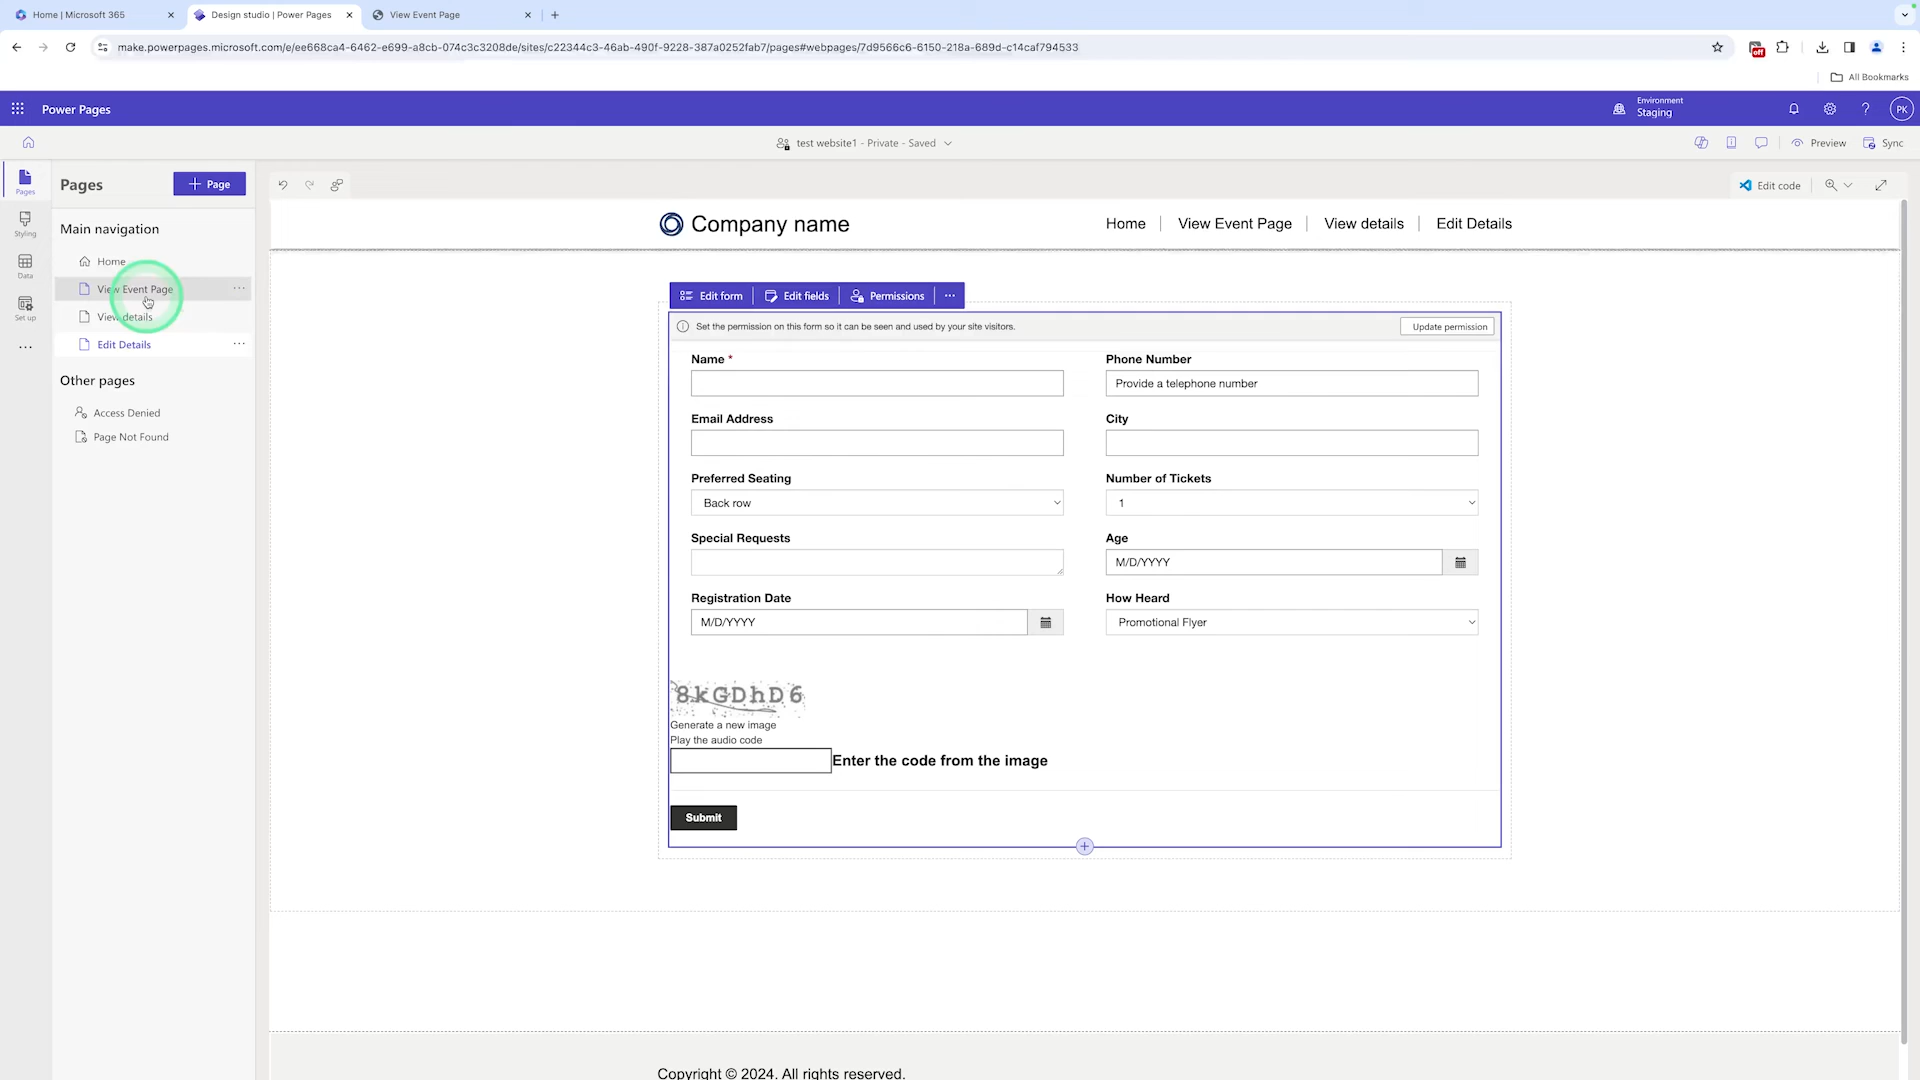 Home | Microsoft 365
Design studio | Power Pages
View Event Page
make.powerpages.microsoft.com/e/ee668ca4-6462-e699-a8cb-074c3c3208de/sites/c22344c3-46ab-490f-9228-387a0252fab7/pages#webpages/7d9566c6-6150-218a-689d-c14caf794533
off
All Bookmarks
Power Pages
Environment
Staging
PK
test website1 - Private - Saved
Preview
Sync
Pages
Styling
Data
Set up
Pages
Page
Main navigation
Home
View Event Page
View details
Edit Details
Other pages
Access Denied
Page Not Found
Edit code
Company name
Home
View Event Page
View details
Edit Details
Edit form
Edit fields
Permissions
Set the permission on this form so it can be seen and used by your site visitors.
Update permission
Name *
Phone Number
Provide a telephone number
Email Address
City
Preferred Seating
Number of Tickets
Back row
1
Special Requests
Age
M/D/YYYY
Registration Date
How Heard
M/D/YYYY
Promotional Flyer
8kGDhD6
Generate a new image
Play the audio code
Enter the code from the image
Submit
Copyright © 2024. All rights reserved.